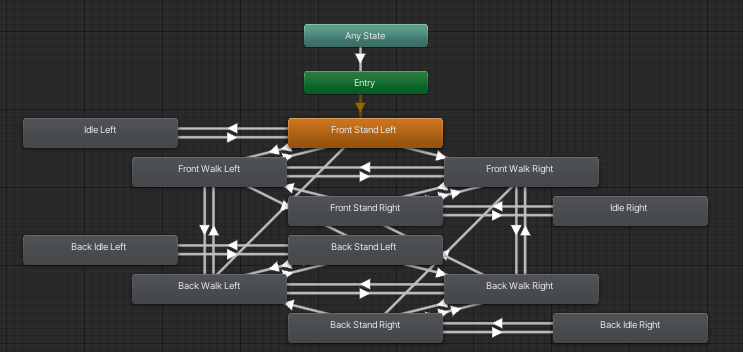 Any State
Entry
Idle Left
Front Stand Left
Front Walk Left
Front Walk Right
Front Stand Right
Idle Right
Back Idle Left
Back Stand Left
Back Walk Left
Back Walk Right
Back Stand Right
Back Idle Right